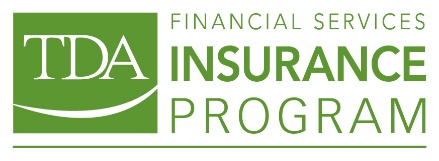 TDA
FINANCIAL SERVICES
INSURANCE
PROGRAM